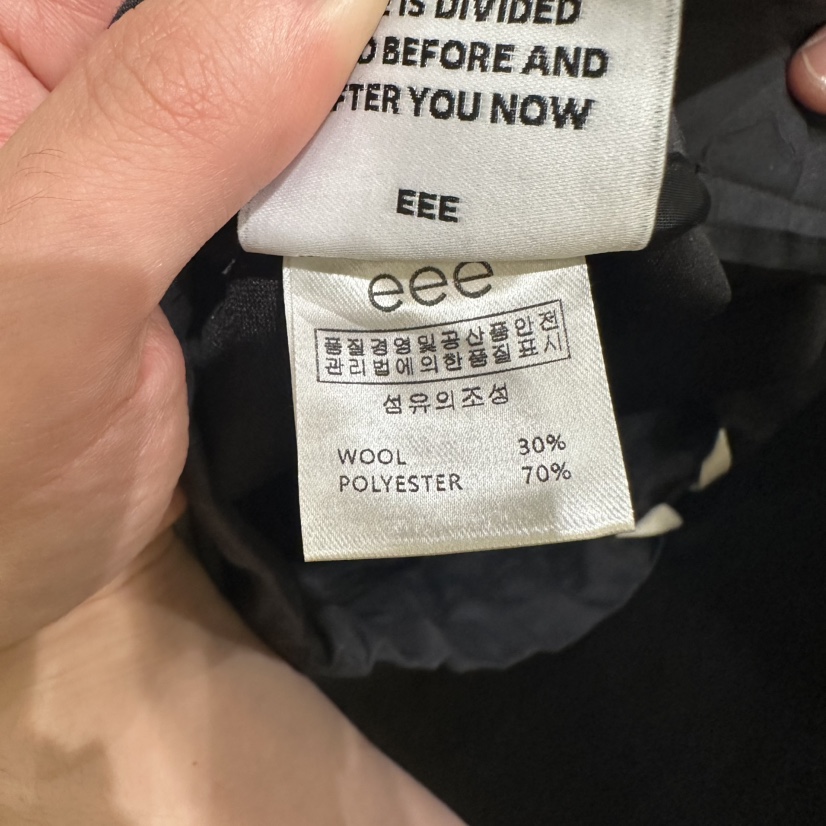 IS DIVIDED
BEFORE AND
AFTER YOU NOW
EEE
eee
품질경영및공산품안전
관리법에의한품질표시
섬유의조성
WOOL 30%
POLYESTER 70%